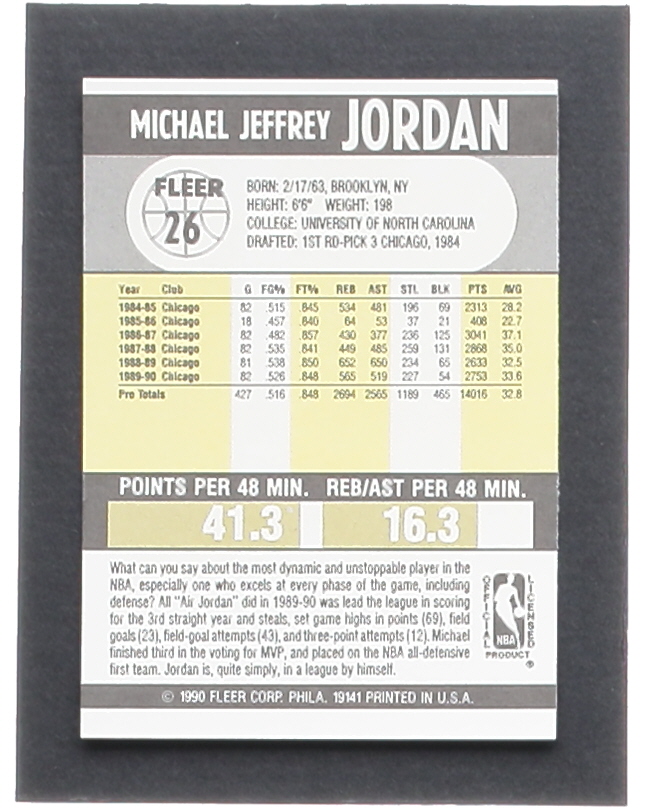 MICHAEL JEFFREY JORDAN
FLEER
26
BORN: 2/17/63, BROOKLYN, NY
HEIGHT: 6'6" WEIGHT: 198
COLLEGE: UNIVERSITY OF NORTH CAROLINA
DRAFTED: 1ST RD-PICK 3 CHICAGO, 1984
Year Club G FG% FT% REB AST STL BLK PTS AVG
1984-85 Chicago 82 .515 .845 534 481 196 69 2313 28.2
1985-86 Chicago 18 .457 .840 64 53 37 21 408 22.7
1986-87 Chicago 82 .482 .857 430 377 236 125 3041 37.1
1987-88 Chicago 82 .535 .841 449 485 259 131 2868 35.0
1988-89 Chicago 81 .538 .850 652 650 234 65 2633 32.5
1989-90 Chicago 82 .526 .848 565 519 227 54 2753 33.6
Pro Totals 427 .516 .848 2694 2565 1189 465 14016 32.8
POINTS PER 48 MIN. REB/AST PER 48 MIN.
41.3 16.3
What can you say about the most dynamic and unstoppable player in the
NBA, especially one who excels at every phase of the game, including
defense? All "Air Jordan" did in 1989-90 was lead the league in scoring
for the 3rd straight year and steals, set game highs in points (69), field
goals (23), field-goal attempts (43), and three-point attempts (12). Michael
finished third in the voting for MVP, and placed on the NBA all-defensive
first team. Jordan is, quite simply, in a league by himself.
OFFICIAL
NBA
LICENSED
PRODUCT ®
© 1990 FLEER CORP. PHILA. 19141 PRINTED IN U.S.A.